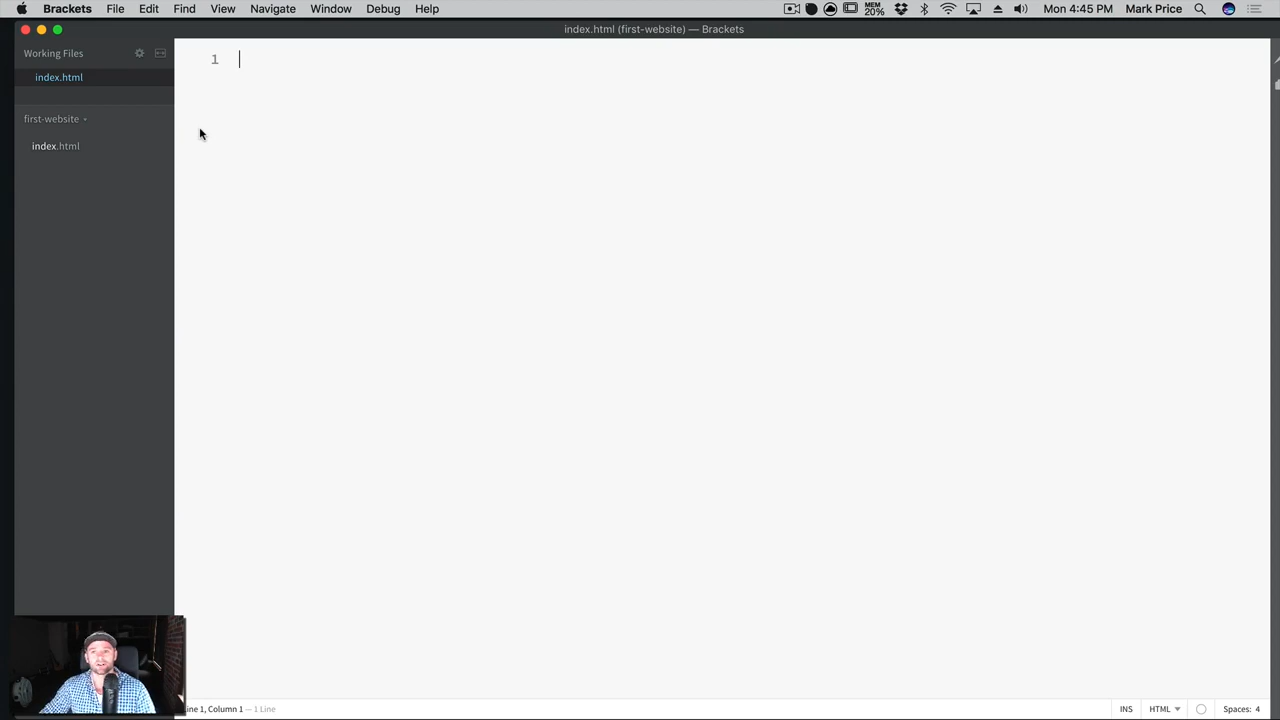 Brackets File Edit Find View Navigate Window Debug Help MEM 20% Mon 4:45 PM Mark Price
index.html (first-website) — Brackets
Working Files
index.html
first-website
index.html
1
ine 1, Column 1 — 1 Line INS HTML Spaces: 4